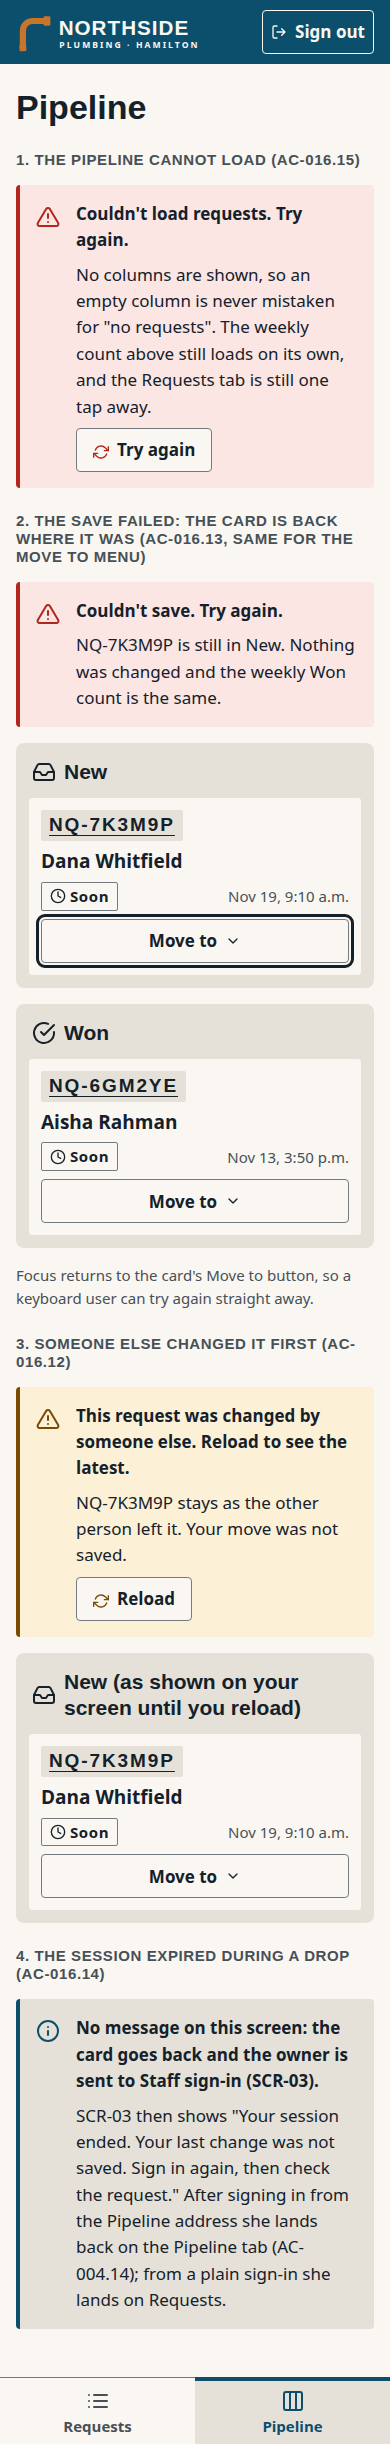 NORTHSIDE
PLUMBING · HAMILTON
Sign out
Pipeline
1. THE PIPELINE CANNOT LOAD (AC-016.15)
Couldn't load requests. Try
again.
No columns are shown, so an
empty column is never mistaken
for "no requests". The weekly
count above still loads on its own,
and the Requests tab is still one
tap away.
Try again
2. THE SAVE FAILED: THE CARD IS BACK
WHERE IT WAS (AC-016.13, SAME FOR THE
MOVE TO MENU)
Couldn't save. Try again.
NQ-7K3M9P is still in New. Nothing
was changed and the weekly Won
count is the same.
New
NQ-7K3M9P
Dana Whitfield
Soon Nov 19, 9:10 a.m.
Move to
Won
NQ-6GM2YE
Aisha Rahman
Soon Nov 13, 3:50 p.m.
Move to
Focus returns to the card's Move to button, so a
keyboard user can try again straight away.
3. SOMEONE ELSE CHANGED IT FIRST (AC-
016.12)
This request was changed by
someone else. Reload to see the
latest.
NQ-7K3M9P stays as the other
person left it. Your move was not
saved.
Reload
New (as shown on your
screen until you reload)
NQ-7K3M9P
Dana Whitfield
Soon Nov 19, 9:10 a.m.
Move to
4. THE SESSION EXPIRED DURING A DROP
(AC-016.14)
No message on this screen: the
card goes back and the owner is
sent to Staff sign-in (SCR-03).
SCR-03 then shows "Your session
ended. Your last change was not
saved. Sign in again, then check
the request." After signing in from
the Pipeline address she lands
back on the Pipeline tab (AC-
004.14); from a plain sign-in she
lands on Requests.
Requests
Pipeline